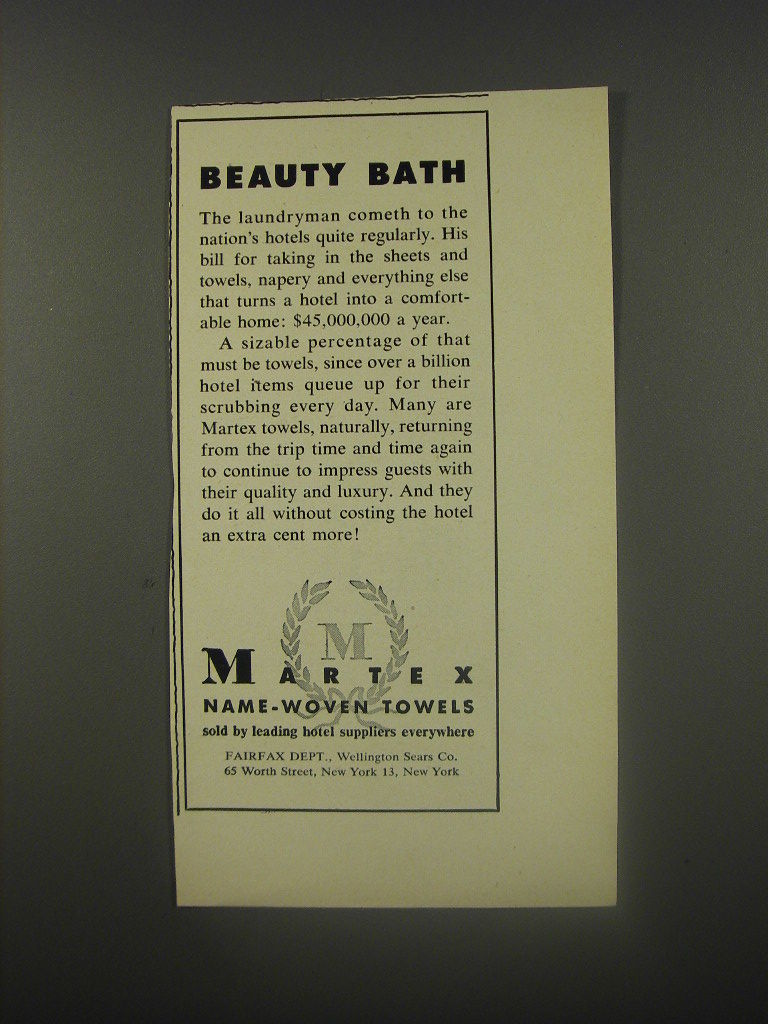 BEAUTY BATH
The laundryman cometh to the
nation's hotels quite regularly. His
bill for taking in the sheets and
towels, napery and everything else
that turns a hotel into a comfort-
able home: $45,000,000 a year.
A sizable percentage of that
must be towels, since over a billion
hotel items queue up for their
scrubbing every day. Many are
Martex towels, naturally, returning
from the trip time and time again
to continue to impress guests with
their quality and luxury. And they
do it all without costing the hotel
an extra cent more!
M
MARTEX
NAME-WOVEN TOWELS
sold by leading hotel suppliers everywhere
FAIRFAX DEPT., Wellington Sears Co.
65 Worth Street, New York 13, New York